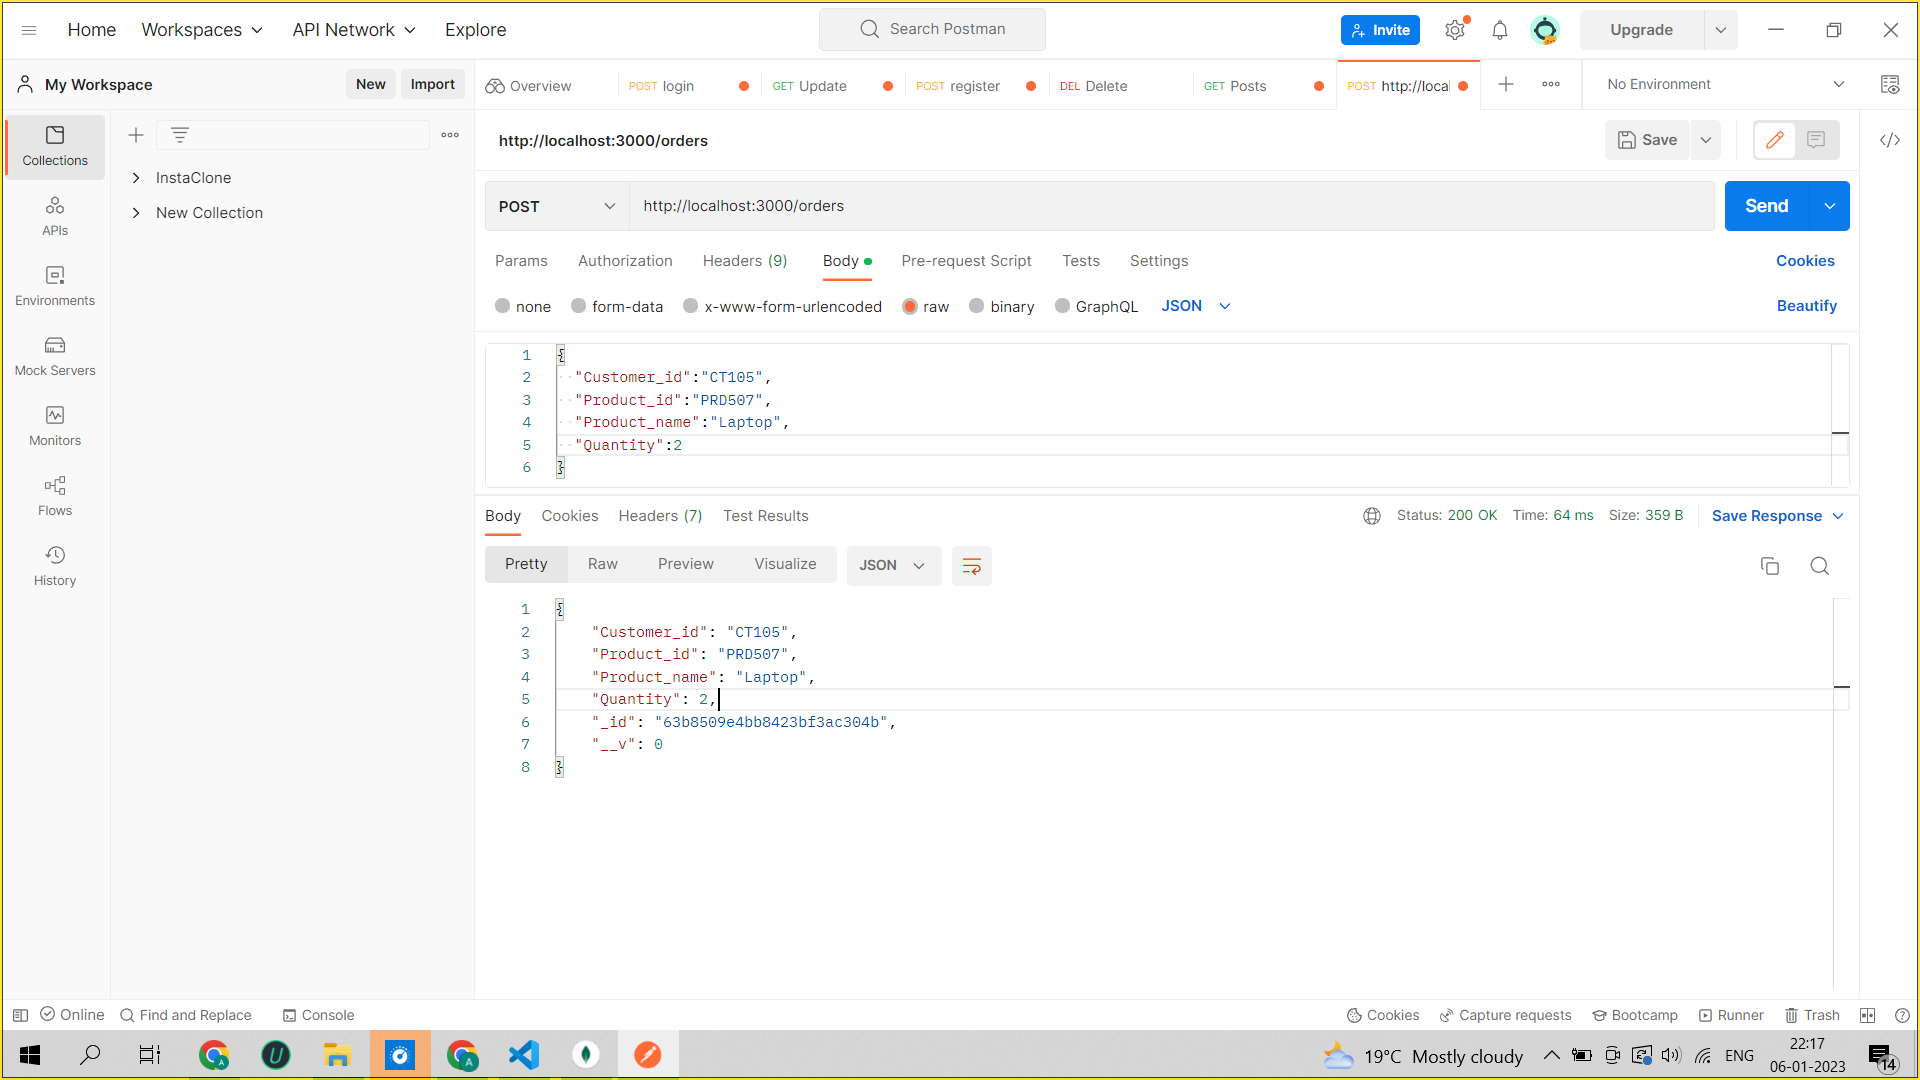 Home Workspaces API Network Explore Search Postman Invite Upgrade
My Workspace New Import Overview POST login GET Update POST register DEL Delete GET Posts POST http://local No Environment
Collections
APIs
Environments
Mock Servers
Monitors
Flows
History
InstaClone
New Collection
http://localhost:3000/orders Save
POST http://localhost:3000/orders Send
Params Authorization Headers (9) Body Pre-request Script Tests Settings Cookies
none form-data x-www-form-urlencoded raw binary GraphQL JSON Beautify
1 {
2 "Customer_id":"CT105",
3 "Product_id":"PRD507",
4 "Product_name":"Laptop",
5 "Quantity":2
6 }
Body Cookies Headers (7) Test Results Status: 200 OK Time: 64 ms Size: 359 B Save Response
Pretty Raw Preview Visualize JSON
1 {
2 "Customer_id": "CT105",
3 "Product_id": "PRD507",
4 "Product_name": "Laptop",
5 "Quantity": 2,
6 "_id": "63b8509e4bb8423bf3ac304b",
7 "__v": 0
8 }
Online Find and Replace Console Cookies Capture requests Bootcamp Runner Trash
19°C Mostly cloudy ENG 22:17
06-01-2023 14